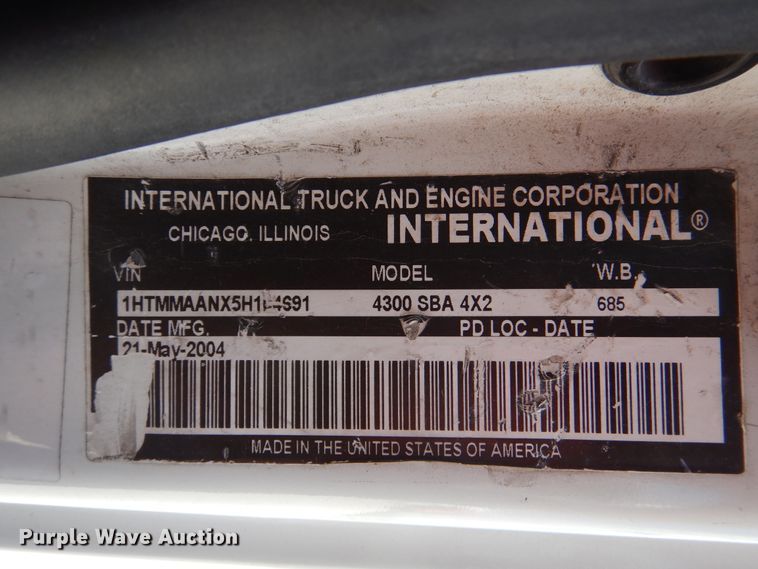 INTERNATIONAL TRUCK AND ENGINE CORPORATION
CHICAGO, ILLINOIS INTERNATIONAL®
VIN MODEL W.B.
4300 SBA 4X2 685
DATE MFG. PD LOC - DATE
21-May-2004
MADE IN THE UNITED STATES OF AMERICA
Purple Wave Auction